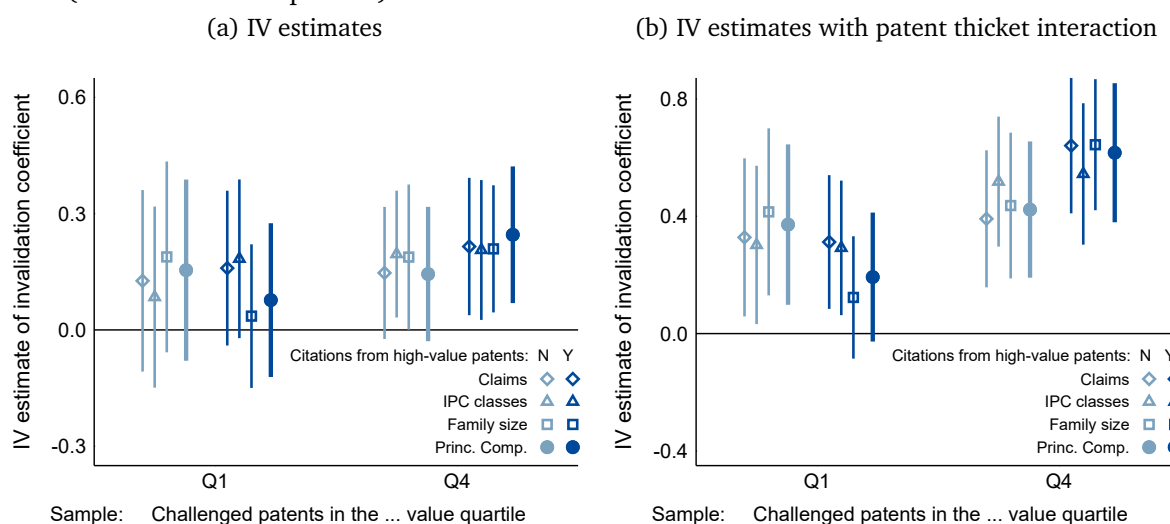 (a) IV estimates
(b) IV estimates with patent thicket interaction
IV estimate of invalidation coefficient
0.6
0.3
0.0
-0.3
Citations from high-value patents: N Y
Claims
IPC classes
Family size
Princ. Comp.
Q1 Q4
Sample: Challenged patents in the ... value quartile
IV estimate of invalidation coefficient
0.8
0.4
0.0
-0.4
Citations from high-value patents: N Y
Claims
IPC classes
Family size
Princ. Comp.
Q1 Q4
Sample: Challenged patents in the ... value quartile